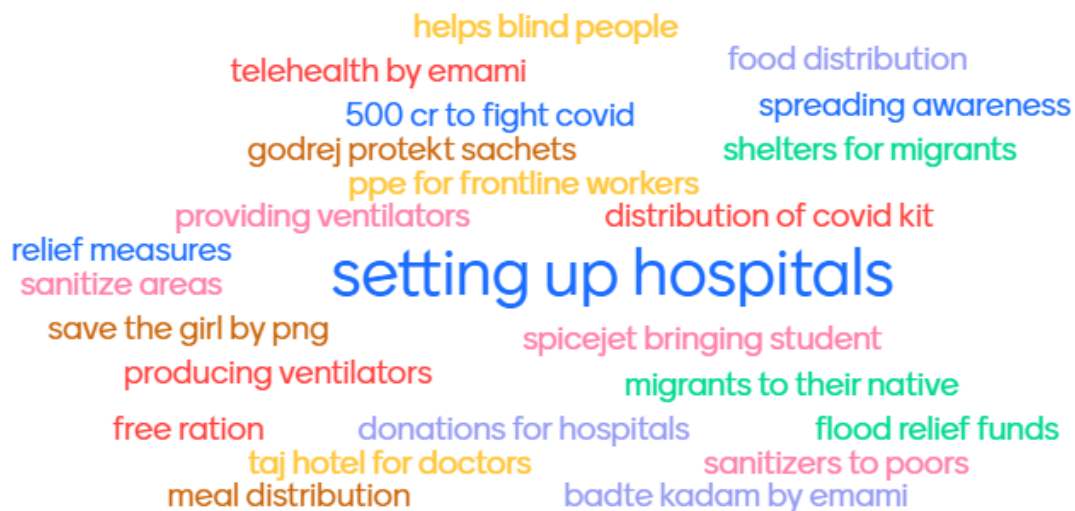 helps blind people
food distribution
telehealth by emami
spreading awareness
500 cr to fight covid
godrej protekt sachets
shelters for migrants
ppe for frontline workers
providing ventilators
distribution of covid kit
relief measures
setting up hospitals
sanitize areas
save the girl by png
spicejet bringing student
producing ventilators
migrants to their native
free ration
donations for hospitals
flood relief funds
taj hotel for doctors
sanitizers to poors
meal distribution
badte kadam by emami